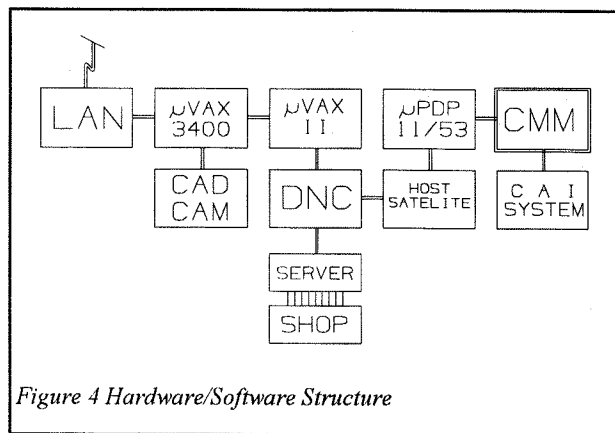 LAN
µVAX
3400
µVAX
II
µPDP
11/53
CMM
CAD
CAM
DNC
HOST
SATELITE
C A I
SYSTEM
SERVER
SHOP
Figure 4 Hardware/Software Structure